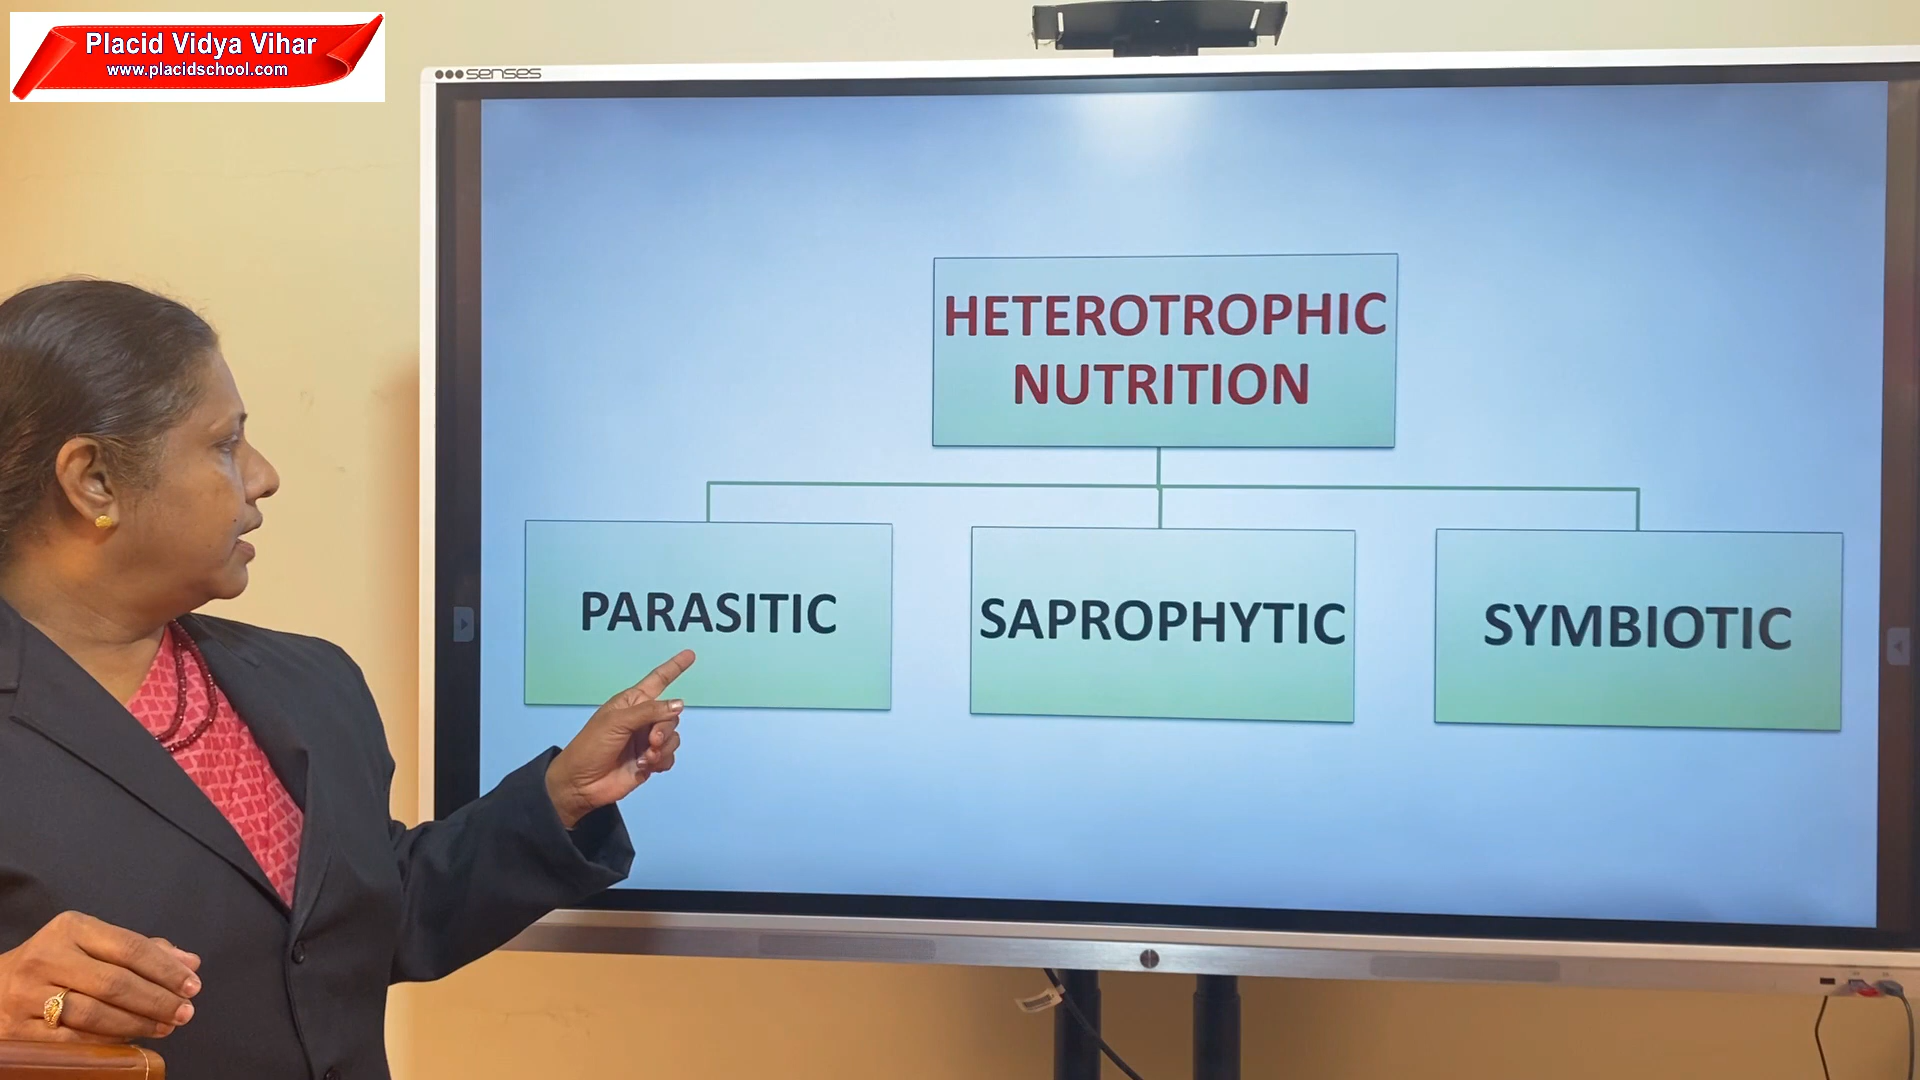 Placid Vidya Vihar
www.placidschool.com
senses
HETEROTROPHIC
NUTRITION
PARASITIC
SAPROPHYTIC
SYMBIOTIC